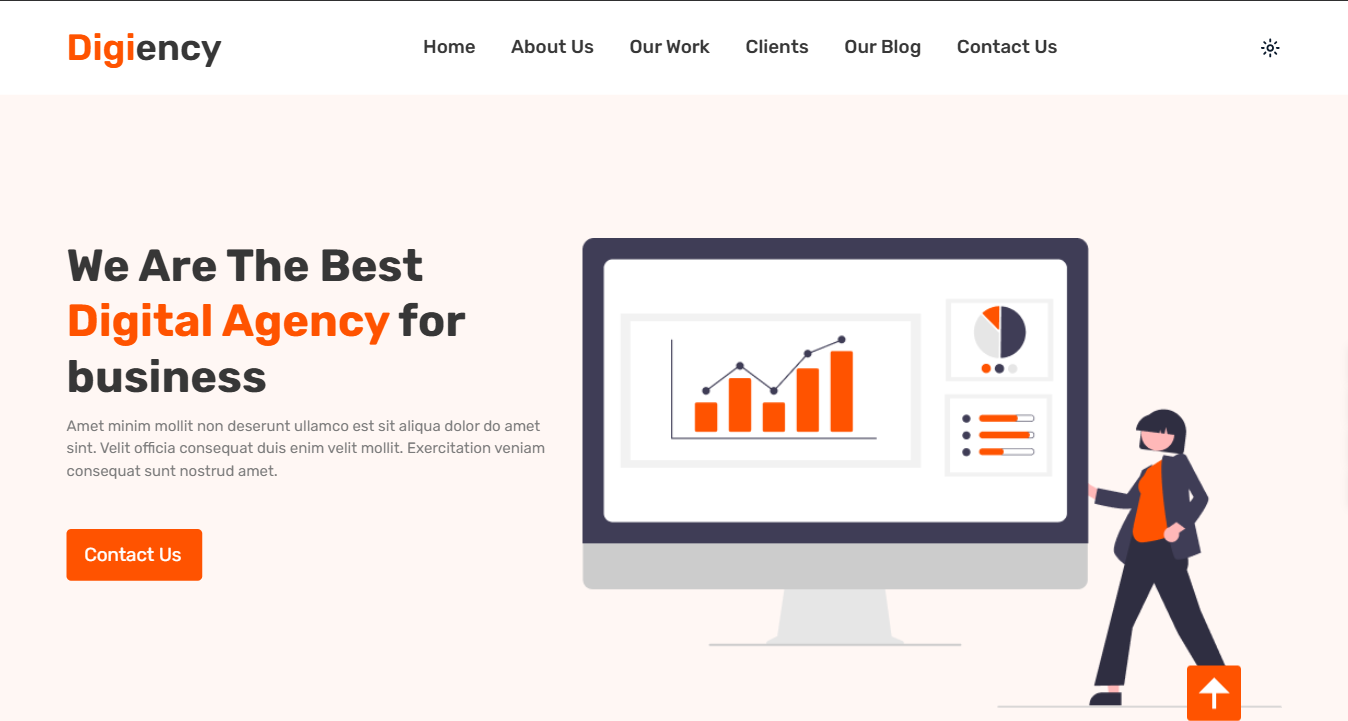 Digiency
Home About Us Our Work Clients Our Blog Contact Us
We Are The Best
Digital Agency for
business
Amet minim mollit non deserunt ullamco est sit aliqua dolor do amet
sint. Velit officia consequat duis enim velit mollit. Exercitation veniam
consequat sunt nostrud amet.
Contact Us